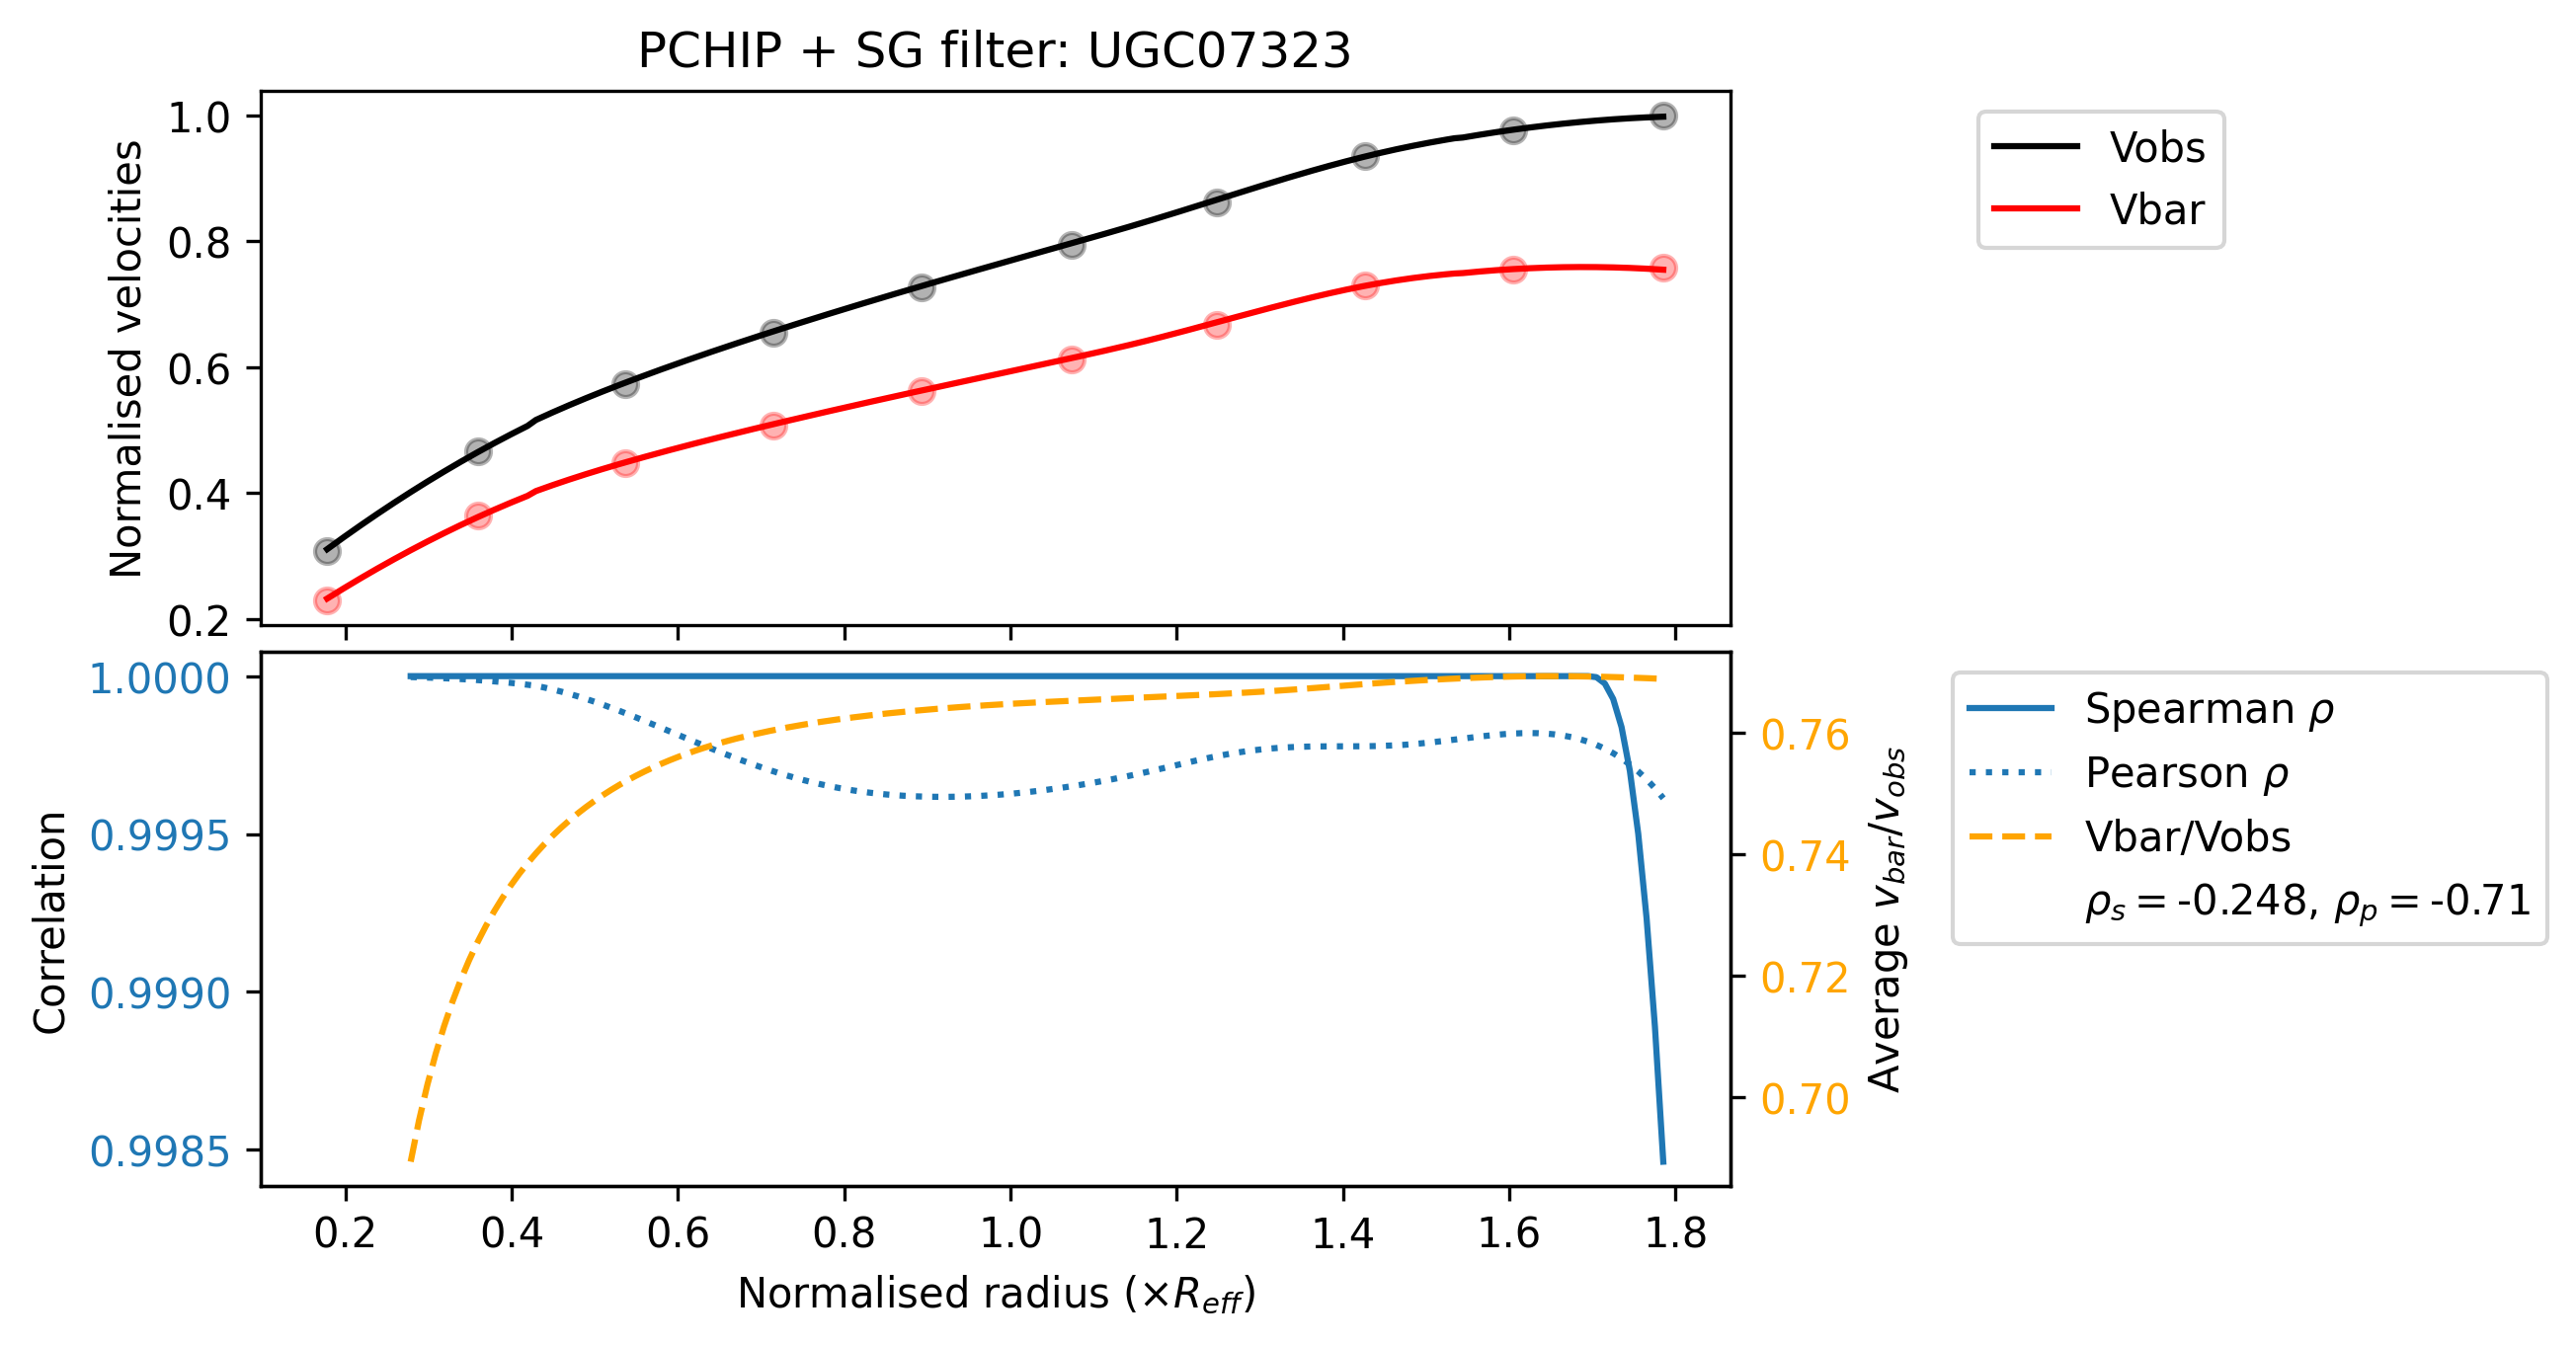 PCHIP + SG filter: UGC07323
Normalised velocities
1.0
0.8
0.6
0.4
0.2
Vobs
Vbar
Correlation
1.0000
0.9995
0.9990
0.9985
0.76
0.74
0.72
0.70
Average v_bar/v_obs
Spearman ρ
Pearson ρ
Vbar/Vobs
ρ_s = -0.248, ρ_p = -0.71
0.2 0.4 0.6 0.8 1.0 1.2 1.4 1.6 1.8
Normalised radius (×R_eff)